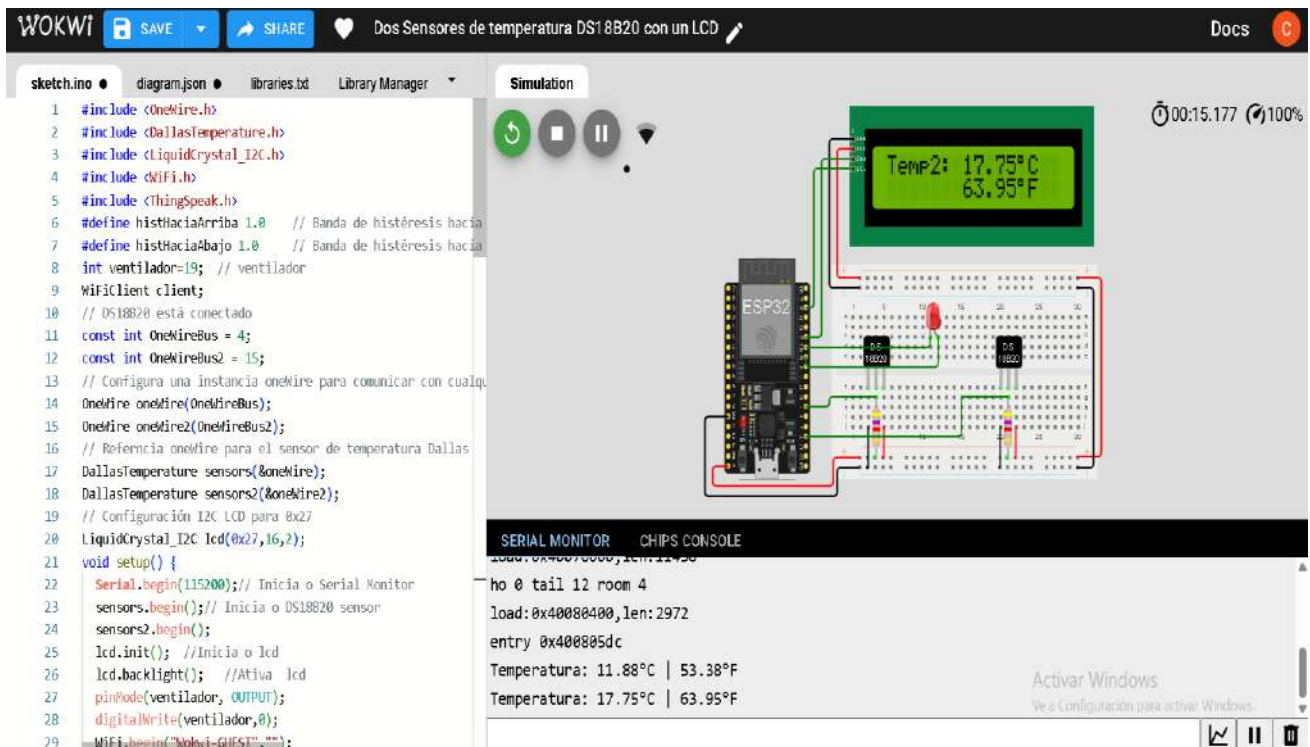 WOKWi SAVE SHARE Dos Sensores de temperatura DS18B20 con un LCD Docs C
sketch.ino ● diagram.json ● libraries.txt Library Manager
Simulation
00:15.177 100%
1 #include <OneWire.h>
2 #include <DallasTemperature.h>
3 #include <LiquidCrystal_I2C.h>
4 #include <WiFi.h>
5 #include <ThingSpeak.h>
6 #define histHaciaArriba 1.0 // Banda de histéresis hacia
7 #define histHaciaAbajo 1.0 // Banda de histéresis hacia
8 int ventilador=19; // ventilador
9 WiFiClient client;
10 // DS18B20 está conectado
11 const int OneWireBus = 4;
12 const int OneWireBus2 = 15;
13 // Configura una instancia oneWire para comunicar con cualqu
14 OneWire oneWire(OneWireBus);
15 OneWire oneWire2(OneWireBus2);
16 // Referncia oneWire para el sensor de temperatura Dallas
17 DallasTemperature sensors(&oneWire);
18 DallasTemperature sensors2(&oneWire2);
19 // Configuración I2C LCD para 0x27
20 LiquidCrystal_I2C lcd(0x27,16,2);
21 void setup() {
22 Serial.begin(115200);// Inicia o Serial Monitor
23 sensors.begin();// Inicia o DS18B20 sensor
24 sensors2.begin();
25 lcd.init(); //Inicia o lcd
26 lcd.backlight(); //Ativa lcd
27 pinMode(ventilador, OUTPUT);
28 digitalWrite(ventilador,0);
29 WiFi.begin("Wokwi-GUEST","");
Temp2: 17.75°C
63.95°F
ESP32
DS
18B20
DS
18B20
SERIAL MONITOR CHIPS CONSOLE
ho 0 tail 12 room 4
load:0x40080400,len:2972
entry 0x400805dc
Temperatura: 11.88°C | 53.38°F
Temperatura: 17.75°C | 63.95°F
Activar Windows
Ve a Configuración para activar Windows.